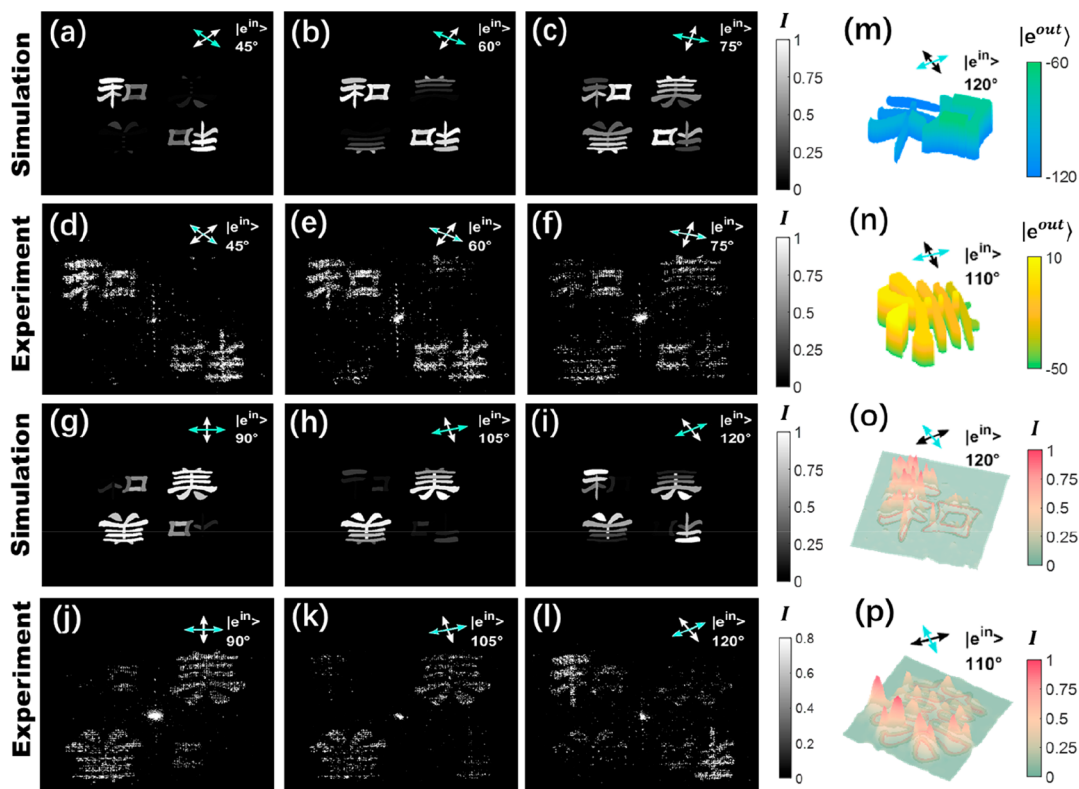 (a) |e^in> 45°
(b) |e^in> 60°
(c) |e^in> 75°
I
1
0.75
0.5
0.25
0
Simulation
和 美
美 和
(d) |e^in> 45°
(e) |e^in> 60°
(f) |e^in> 75°
I
1
0.75
0.5
0.25
0
Experiment
(g) |e^in> 90°
(h) |e^in> 105°
(i) |e^in> 120°
I
1
0.75
0.5
0.25
0
Simulation
(j) |e^in> 90°
(k) |e^in> 105°
(l) |e^in> 120°
I
0.8
0.6
0.4
0.2
0
Experiment
(m) |e^in> 120°
|e^out⟩
-60
-120
(n) |e^in> 110°
|e^out⟩
10
-50
(o) |e^in> 120°
I
1
0.75
0.5
0.25
0
(p) |e^in> 110°
I
1
0.75
0.5
0.25
0